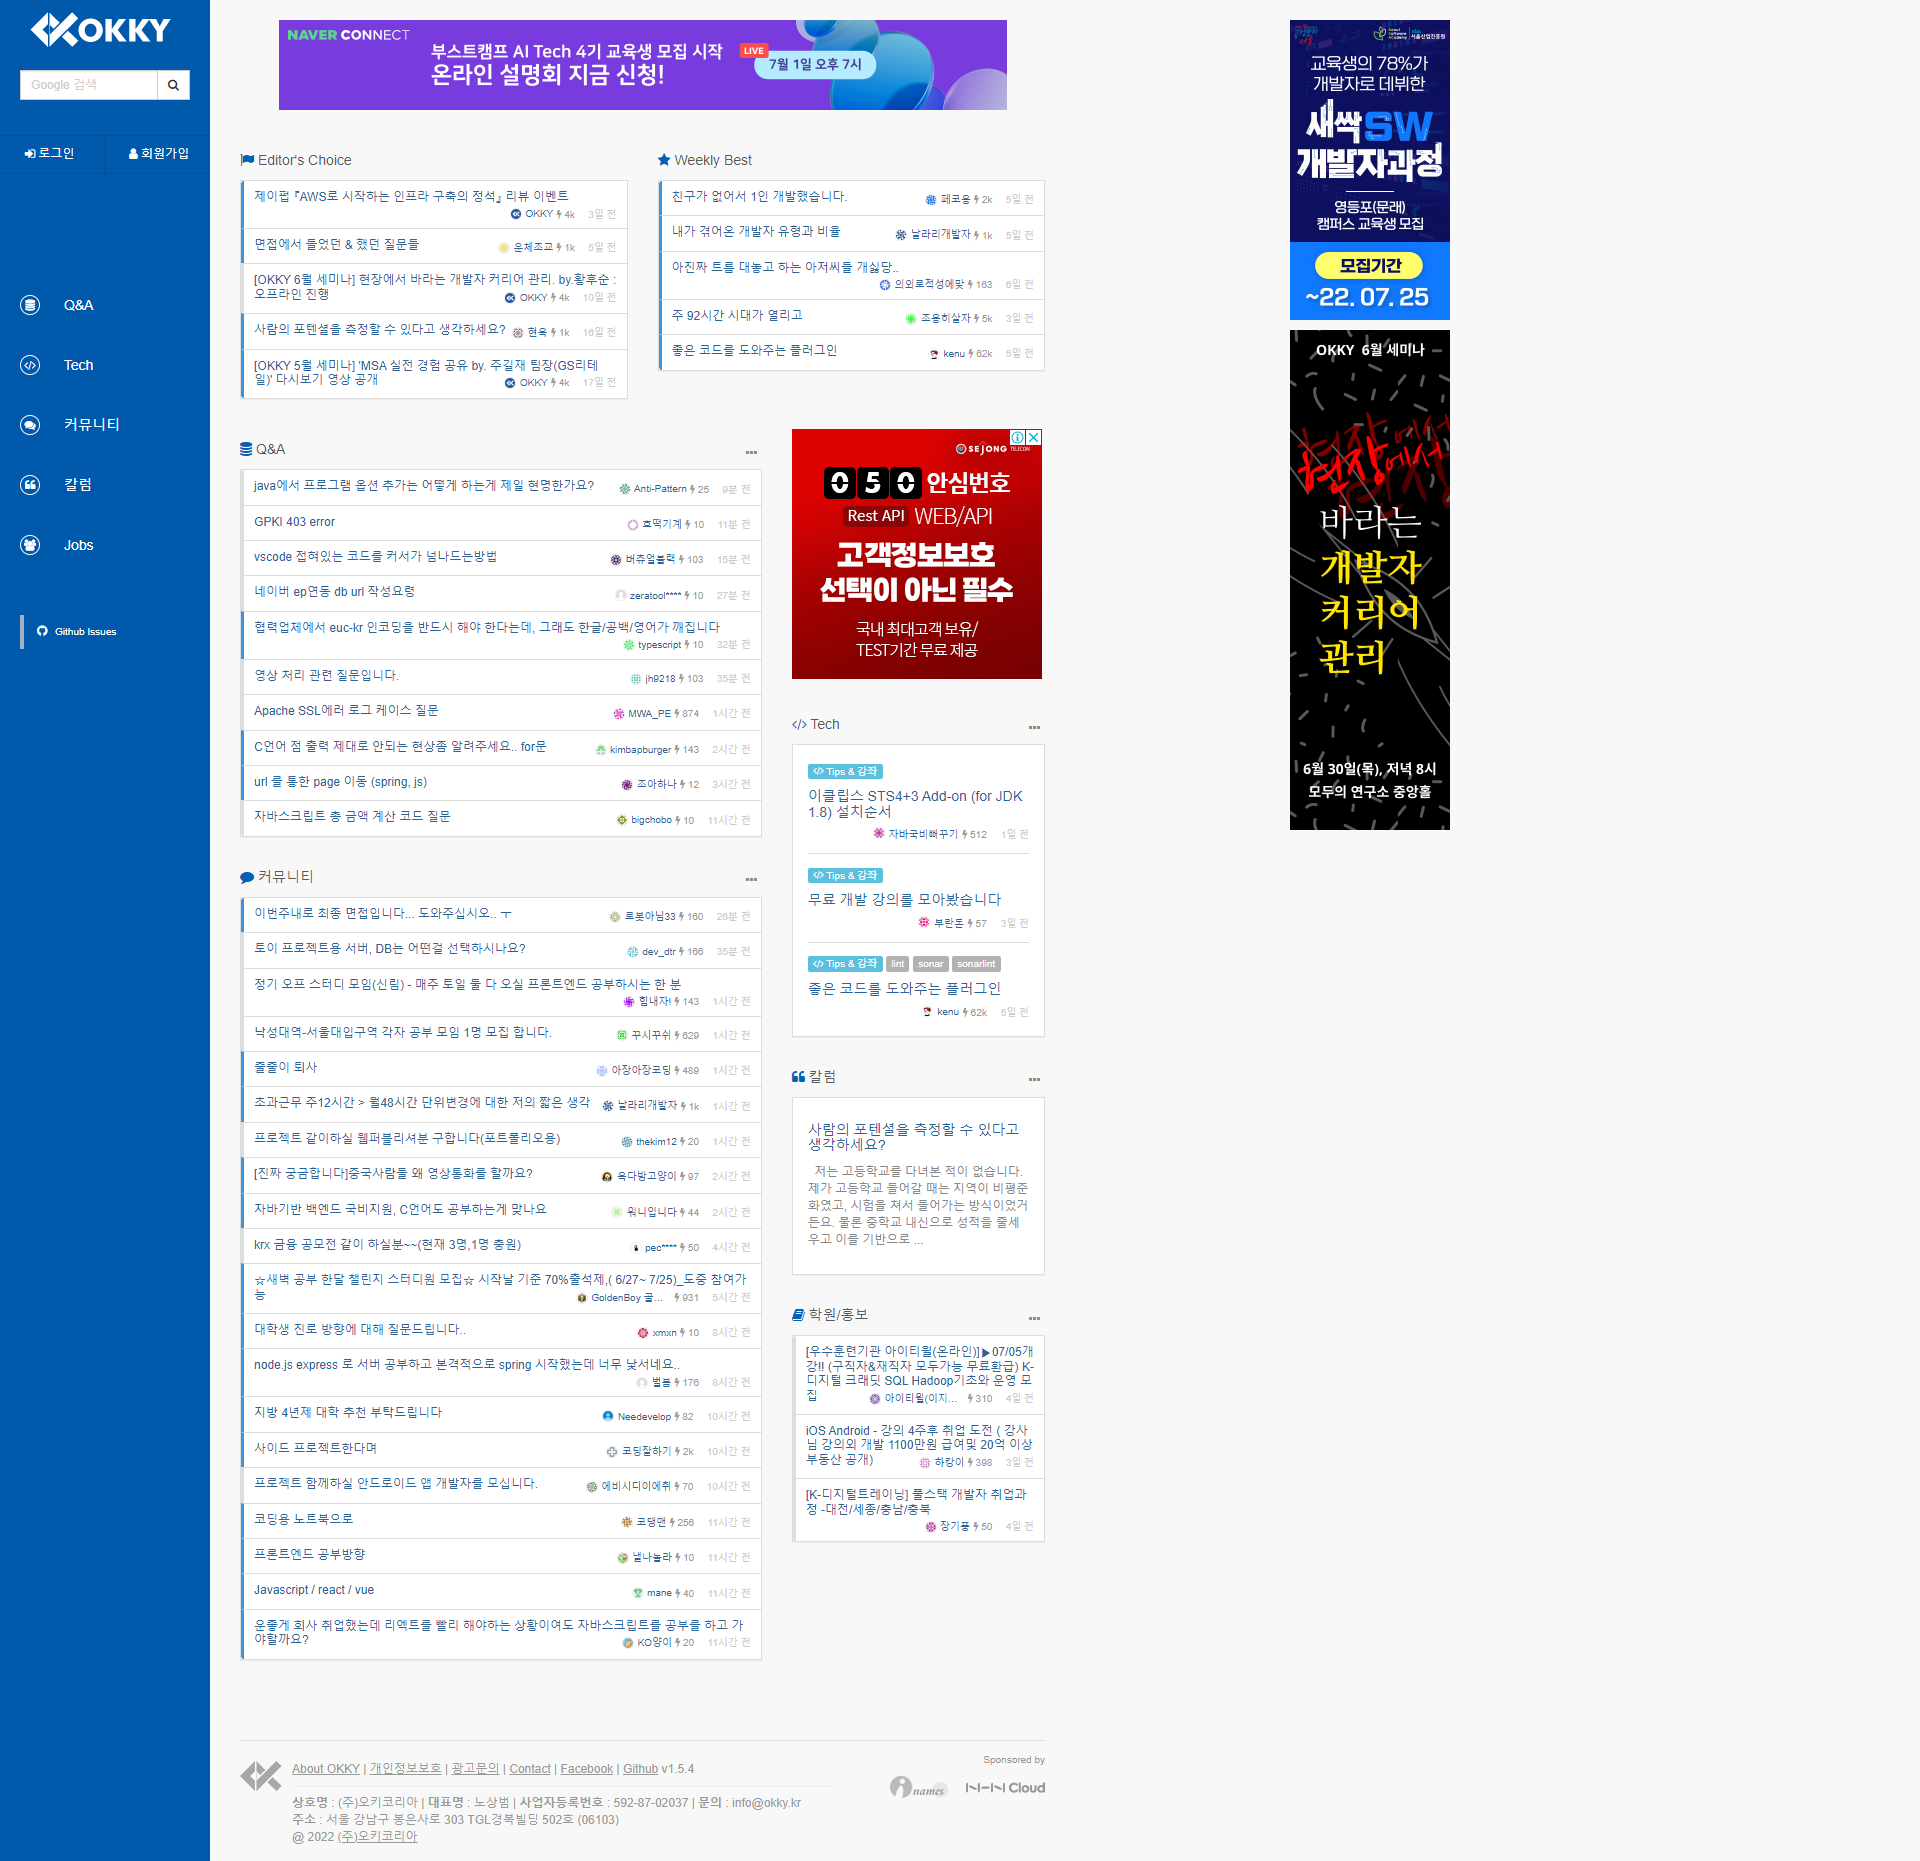 OKKY
Google 검색
로그인
회원가입
Q&A
Tech
커뮤니티
칼럼
Jobs
Github Issues
NAVER CONNECT
부스트캠프 AI Tech 4기 교육생 모집 시작
온라인 설명회 지금 신청!
LIVE
7월 1일 오후 7시
Editor's Choice
제이펍 『AWS로 시작하는 인프라 구축의 정석』 리뷰 이벤트
OKKY 4k 3일 전
면접에서 들었던 & 했던 질문들
운체조교 1k 5일 전
[OKKY 6월 세미나] 현장에서 바라는 개발자 커리어 관리. by.황후순 :
오프라인 진행
OKKY 4k 10일 전
사람의 포텐셜을 측정할 수 있다고 생각하세요?
현욱 1k 16일 전
[OKKY 5월 세미나] 'MSA 실전 경험 공유 by. 주길재 팀장(GS리테
일)' 다시보기 영상 공개
OKKY 4k 17일 전
Weekly Best
친구가 없어서 1인 개발했습니다.
페코용 2k 5일 전
내가 겪어온 개발자 유형과 비율
날라리개발자 1k 5일 전
아진짜 트름 대놓고 하는 아저씨들 개싫당..
의외로적성에맞 163 6일 전
주 92시간 시대가 열리고
조용히살자 5k 3일 전
좋은 코드를 도와주는 플러그인
kenu 62k 5일 전
Q&A
java에서 프로그램 옵션 추가는 어떻게 하는게 제일 현명한가요?
Anti-Pattern 25 9분 전
GPKI 403 error
호떡기계 10 11분 전
vscode 접혀있는 코드를 커서가 넘나드는방법
버츄얼블랙 103 15분 전
네이버 ep연동 db url 작성요령
zeratool**** 10 27분 전
협력업체에서 euc-kr 인코딩을 반드시 해야 한다는데, 그래도 한글/공백/영어가 깨집니다
typescript 10 32분 전
영상 처리 관련 질문입니다.
jh9218 103 35분 전
Apache SSL에러 로그 케이스 질문
MWA_PE 874 1시간 전
C언어 점 출력 제대로 안되는 현상좀 알려주세요.. for문
kimbapburger 143 2시간 전
url 를 통한 page 이동 (spring, js)
조아하나 12 3시간 전
자바스크립트 총 금액 계산 코드 질문
bigchobo 10 11시간 전
커뮤니티
이번주내로 최종 면접입니다... 도와주십시오.. ㅜ
로봇아님33 160 26분 전
토이 프로젝트용 서버, DB는 어떤걸 선택하시나요?
dev_dtr 166 35분 전
정기 오프 스터디 모임(신림) - 매주 토일 둘 다 오실 프론트엔드 공부하시는 한 분
힘내자! 143 1시간 전
낙성대역-서울대입구역 각자 공부 모임 1명 모집 합니다.
꾸시꾸쉬 629 1시간 전
줄줄이 퇴사
아장아장코딩 489 1시간 전
초과근무 주12시간 > 월48시간 단위변경에 대한 저의 짧은 생각
날라리개발자 1k 1시간 전
프로젝트 같이하실 웹퍼블리셔분 구합니다(포트폴리오용)
thekim12 20 1시간 전
[진짜 궁금합니다]중국사람들 왜 영상통화를 할까요?
옥다방고양이 97 2시간 전
자바기반 백엔드 국비지원, C언어도 공부하는게 맞나요
워니입니다 44 2시간 전
krx 금융 공모전 같이 하실분~~(현재 3명,1명 충원)
pec**** 50 4시간 전
☆새벽 공부 한달 챌린지 스터디원 모집☆ 시작날 기준 70%출석제,( 6/27~ 7/25)_도중 참여가
능
GoldenBoy 골... 931 5시간 전
대학생 진로 방향에 대해 질문드립니다..
xmxn 10 8시간 전
node.js express 로 서버 공부하고 본격적으로 spring 시작했는데 너무 낯서네요..
벌봄 176 8시간 전
지방 4년제 대학 추천 부탁드립니다
Needevelop 82 10시간 전
사이드 프로젝트한다며
코딩잘하기 2k 10시간 전
프로젝트 함께하실 안드로이드 앱 개발자를 모십니다.
에비시디이에취 70 10시간 전
코딩용 노트북으로
코댕맨 256 11시간 전
프론트엔드 공부방향
낼나놀라 10 11시간 전
Javascript / react / vue
mane 40 11시간 전
운좋게 회사 취업했는데 리엑트를 빨리 해야하는 상황이여도 자바스크립트를 공부를 하고 가
야할까요?
KO양이 20 11시간 전
SEJONG TELECOM
050 안심번호
Rest API WEB/API
고객정보보호
선택이 아닌 필수
국내 최대고객 보유/
TEST기간 무료 제공
Tech
Tips & 강좌
이클립스 STS4+3 Add-on (for JDK
1.8) 설치순서
자바국비뻐꾸기 512 1일 전
Tips & 강좌
무료 개발 강의를 모아봤습니다
부란돈 57 3일 전
Tips & 강좌 lint sonar sonarlint
좋은 코드를 도와주는 플러그인
kenu 62k 5일 전
칼럼
사람의 포텐셜을 측정할 수 있다고
생각하세요?
저는 고등학교를 다녀본 적이 없습니다.
제가 고등학교 들어갈 때는 지역이 비평준
화였고, 시험을 쳐서 들어가는 방식이었거
든요. 물론 중학교 내신으로 성적을 줄세
우고 이를 기반으로 ...
학원/홍보
[우수훈련기관 아이티윌(온라인)]▶07/05개
강!! (구직자&재직자 모두가능 무료환급) K-
디지털 크래딧 SQL Hadoop기초와 운영 모
집
아이티윌(이지... 310 4일 전
iOS Android - 강의 4주후 취업 도전 ( 강사
님 강의외 개발 1100만원 급여및 20억 이상
부동산 공개)
하캉이 398 3일 전
[K-디지털트레이닝] 풀스택 개발자 취업과
정 -대전/세종/충남/충북
장기풍 50 4일 전
서울산업진흥원
교육생의 78%가
개발자로 데뷔한
새싹SW
개발자과정
영등포(문래)
캠퍼스 교육생 모집
모집기간
~22. 07. 25
OKKY 6월 세미나
현장에서
바라는
개발자
커리어
관리
6월 30일(목), 저녁 8시
모두의 연구소 중앙홀
About OKKY | 개인정보보호 | 광고문의 | Contact | Facebook | Github v1.5.4
상호명 : (주)오키코리아 | 대표명 : 노상범 | 사업자등록번호 : 592-87-02037 | 문의 : info@okky.kr
주소 : 서울 강남구 봉은사로 303 TGL경복빌딩 502호 (06103)
@ 2022 (주)오키코리아
Sponsored by
inames
NHN Cloud